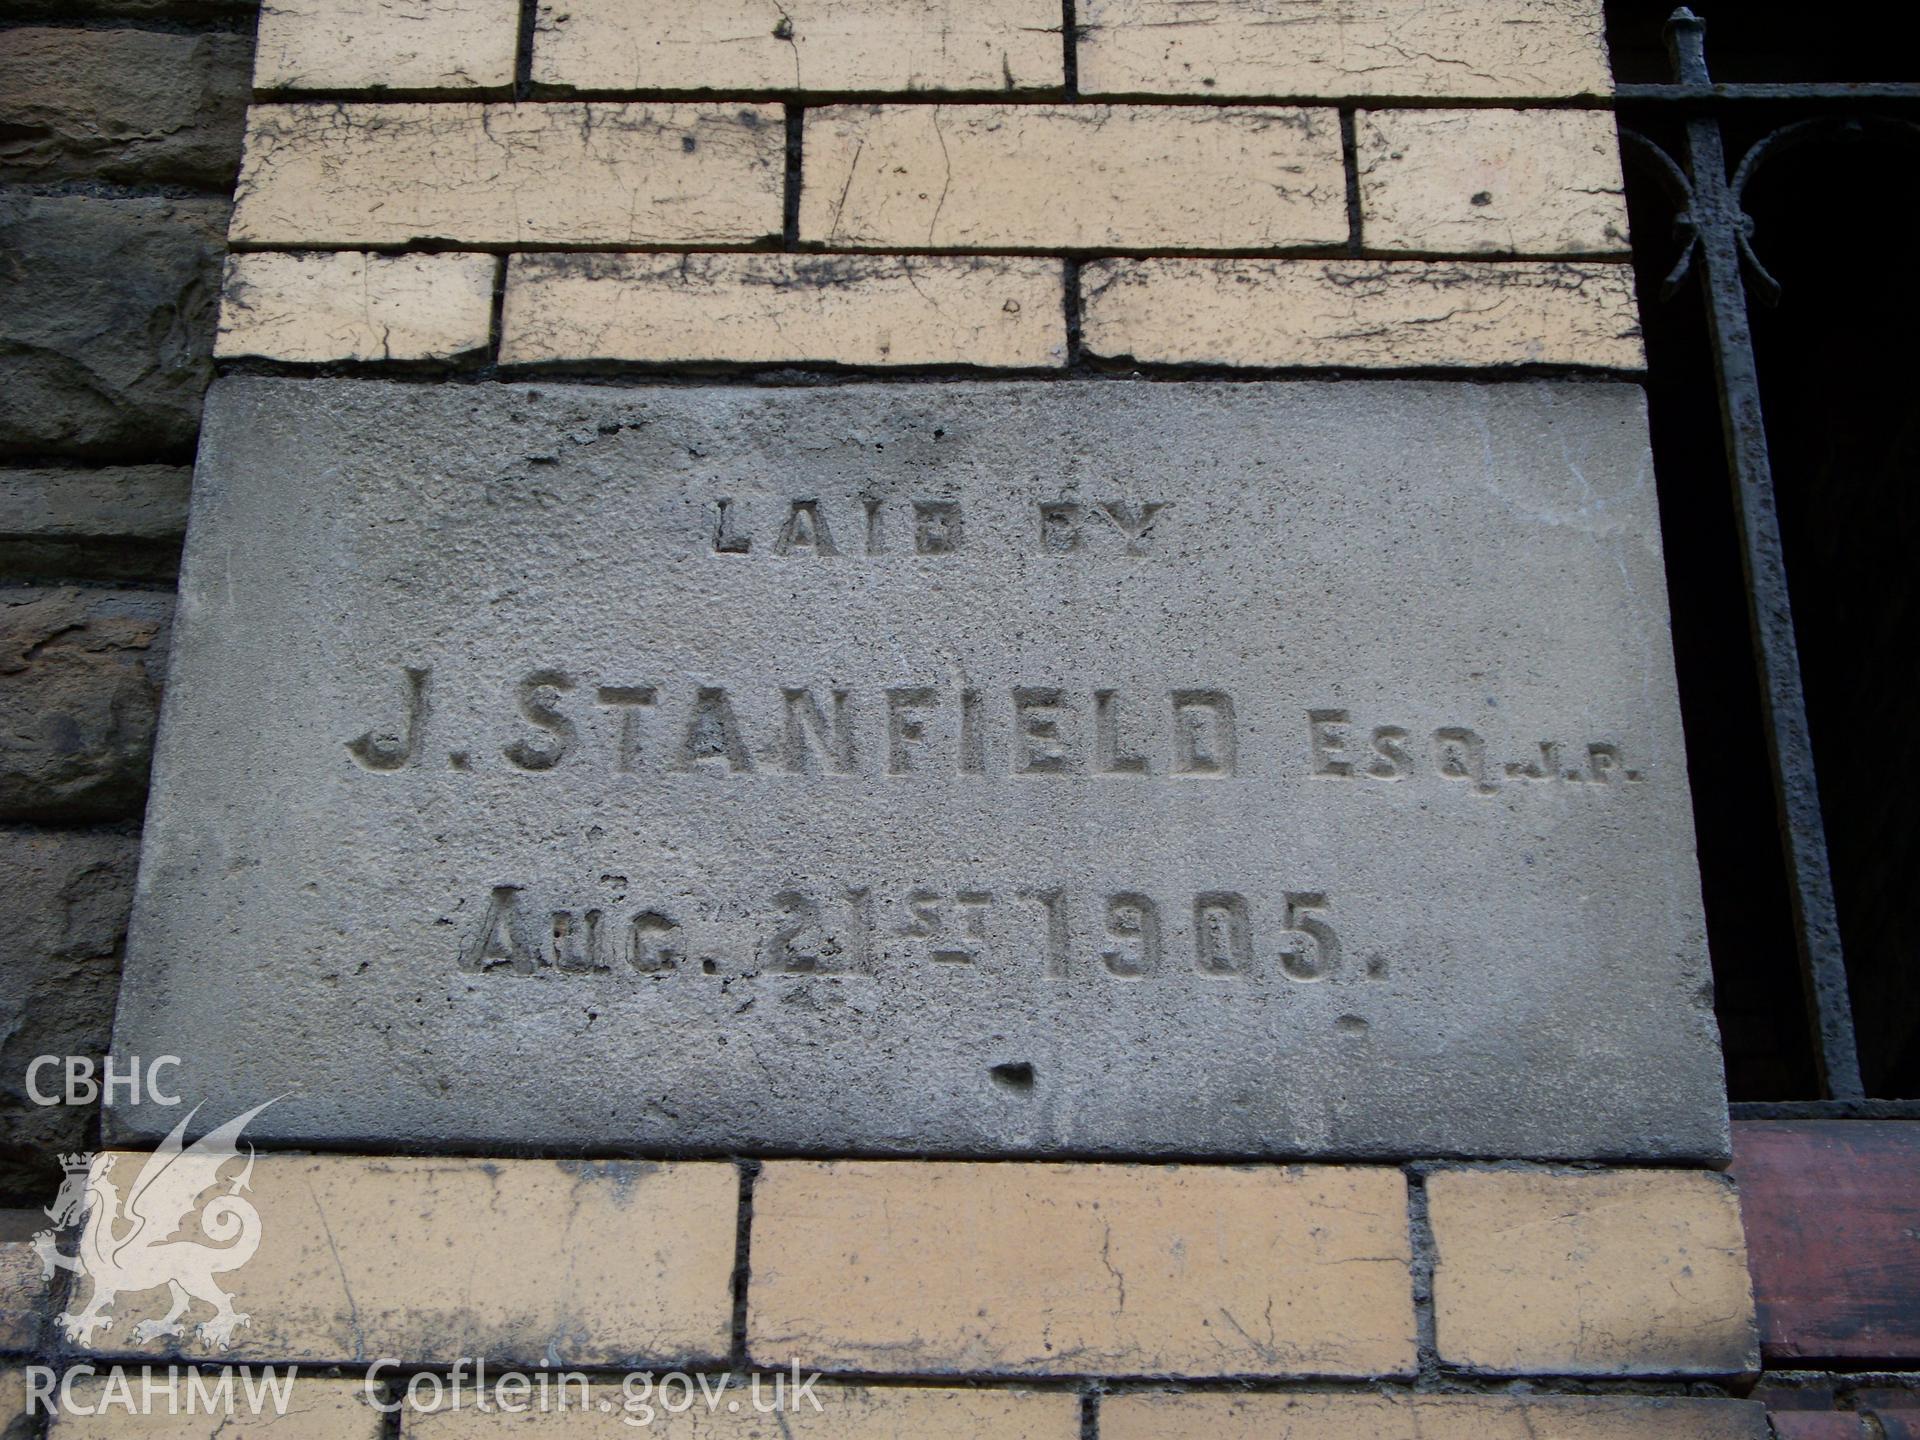 LAID BY
J. STANFIELD ESQ. J.P.
AUG. 21ST 1905.
CBHC
RCAHMW Coflein.gov.uk